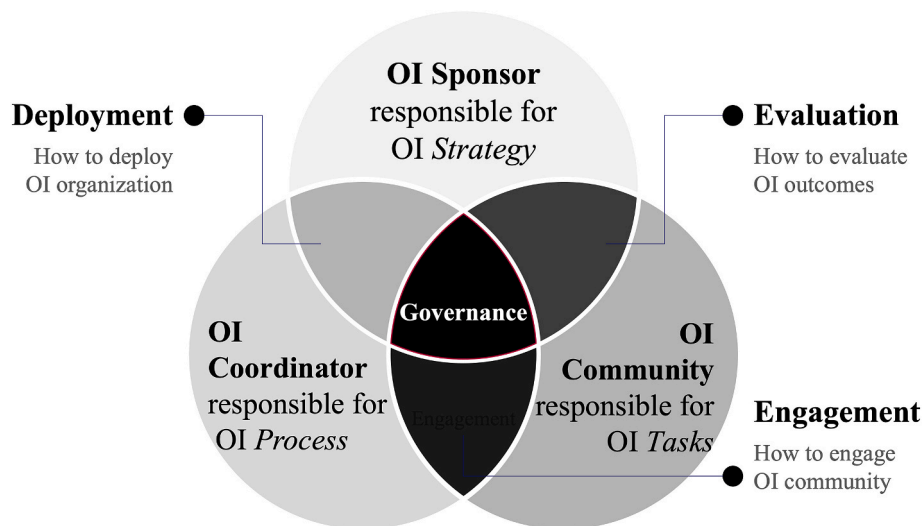 OI Sponsor
responsible for
OI Strategy
Deployment
How to deploy
OI organization
Evaluation
How to evaluate
OI outcomes
Governance
OI
Coordinator
responsible for
OI Process
OI
Community
responsible for
OI Tasks
Engagement
Engagement
How to engage
OI community